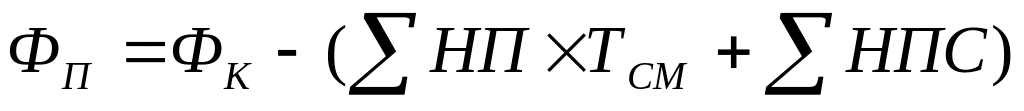 Ф_П = Ф_К - (∑ НП × Т_СМ + ∑ НПС)